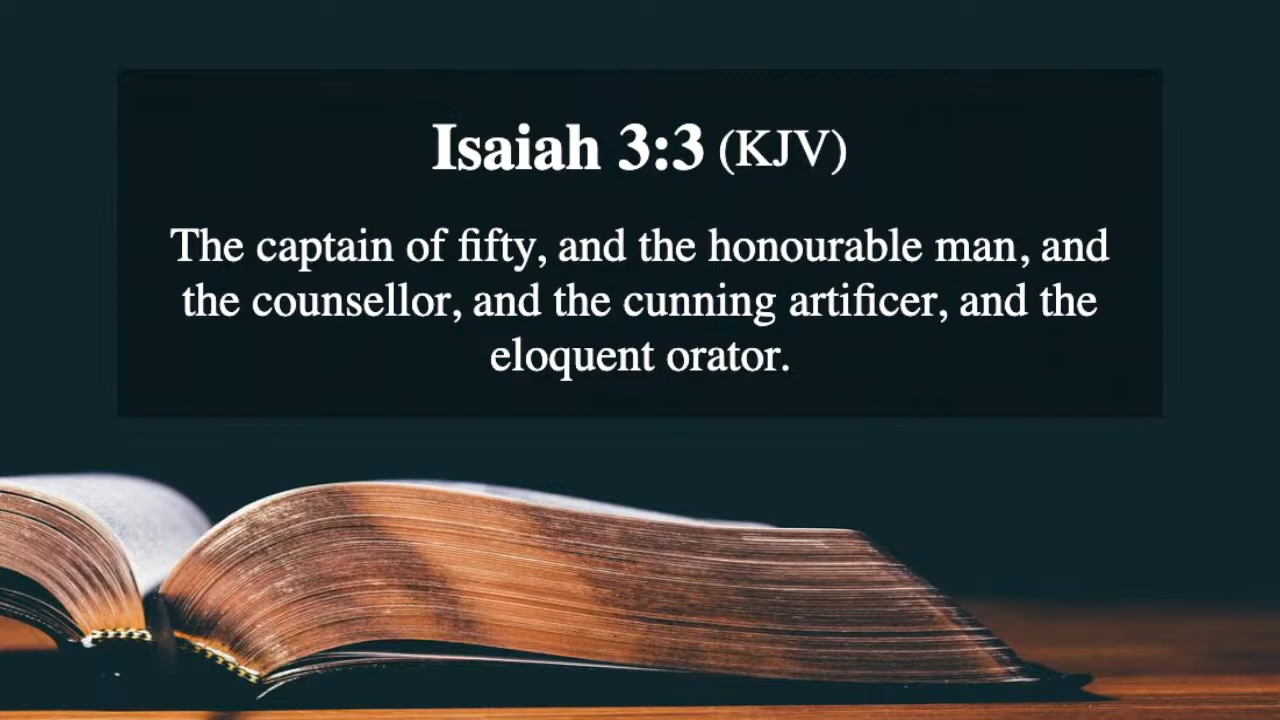 Isaiah 3:3 (KJV)
The captain of fifty, and the honourable man, and
the counsellor, and the cunning artificer, and the
eloquent orator.